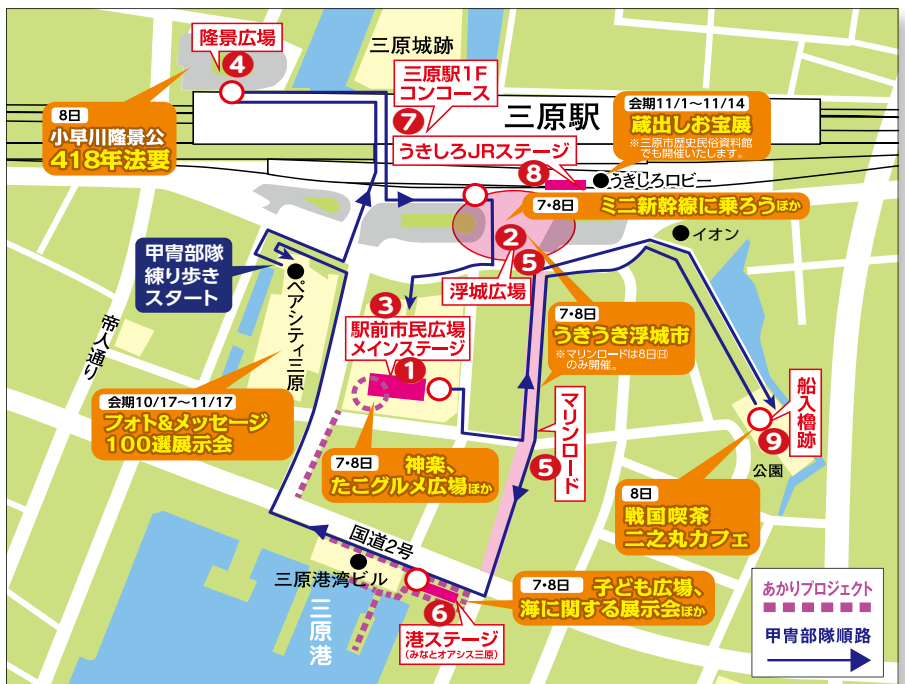 隆景広場
4
三原城跡
三原駅1F
コンコース
7
三原駅
会期11/1〜11/14
蔵出しお宝展
※三原市歴史民俗資料館
でも開催いたします。
8日
小早川隆景公
418年法要
うきしろJRステージ
8
うきしろロビー
7・8日
ミニ新幹線に乗ろうほか
2
5
浮城広場
イオン
甲冑部隊
練り歩き
スタート
ペアシティ三原
帝人通り
3
駅前市民広場
メインステージ
1
7・8日
うきうき浮城市
※マリンロードは8日㈰
のみ開催。
会期10/17〜11/17
フォト&メッセージ
100選展示会
7・8日
神楽、
たこグルメ広場ほか
マリンロード
5
船入櫓跡
9
公園
8日
戦国喫茶
二之丸カフェ
国道2号
三原港湾ビル
三原港
6
港ステージ
(みなとオアシス三原)
7・8日
子ども広場、
海に関する展示会ほか
あかりプロジェクト
甲冑部隊順路